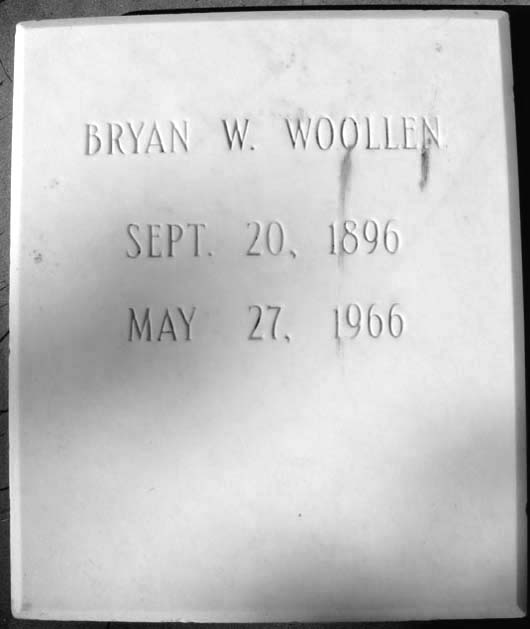 BRYAN W. WOOLLEN
SEPT. 20, 1896
MAY 27, 1966